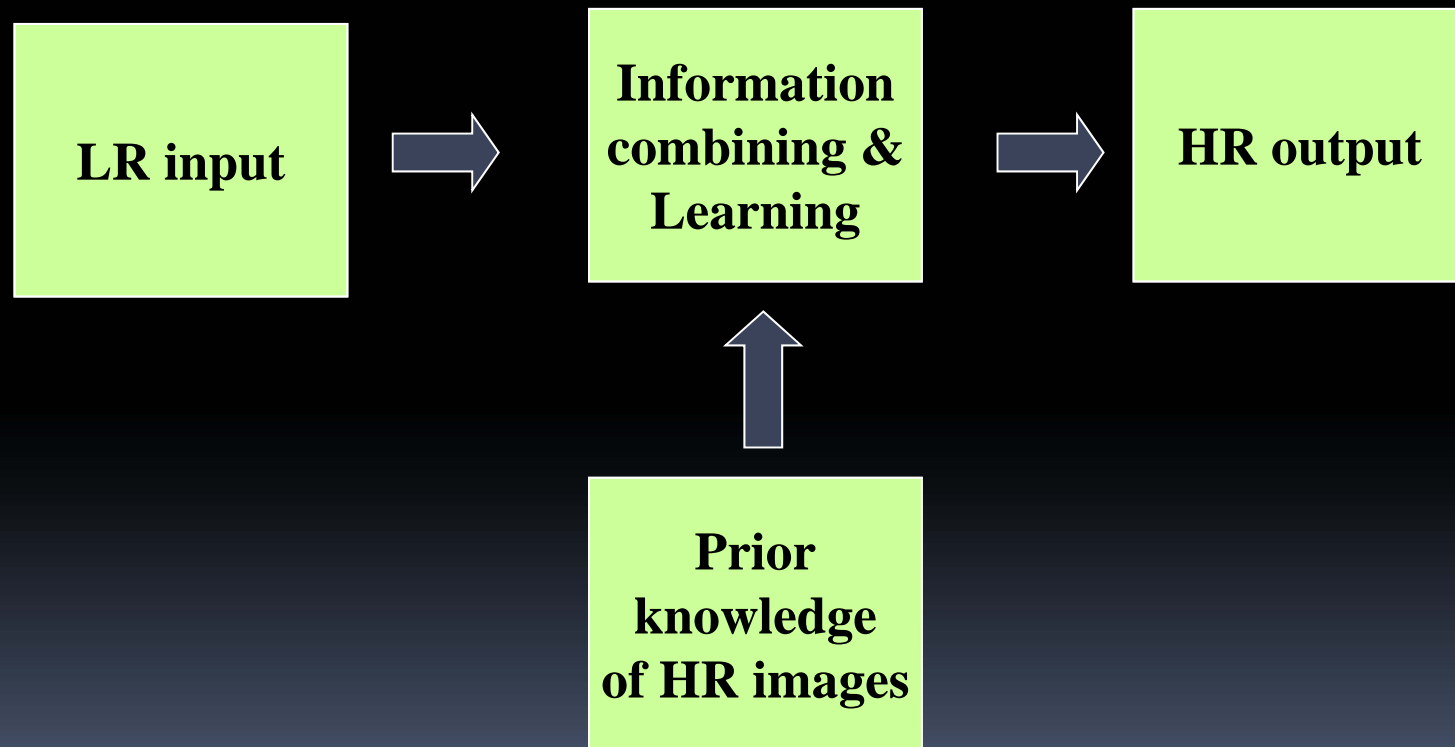 LR input
Information
combining &
Learning
HR output
Prior
knowledge
of HR images